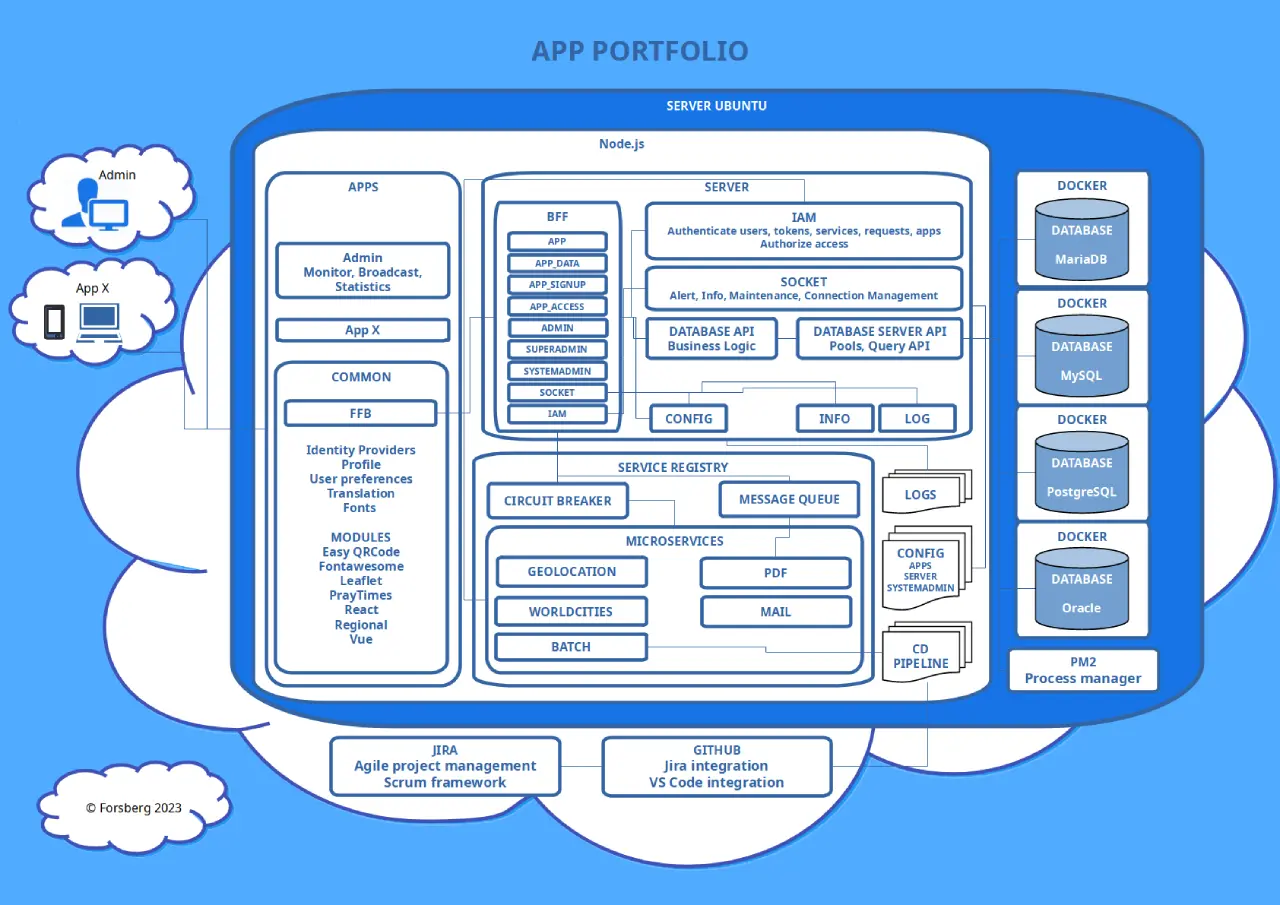 APP PORTFOLIO
SERVER UBUNTU
Node.js
Admin
App X
APPS
Admin
Monitor, Broadcast,
Statistics
App X
COMMON
FFB
Identity Providers
Profile
User preferences
Translation
Fonts
MODULES
Easy QRCode
Fontawesome
Leaflet
PrayTimes
React
Regional
Vue
SERVER
BFF
APP
APP_DATA
APP_SIGNUP
APP_ACCESS
ADMIN
SUPERADMIN
SYSTEMADMIN
SOCKET
IAM
IAM
Authenticate users, tokens, services, requests, apps
Authorize access
SOCKET
Alert, Info, Maintenance, Connection Management
DATABASE API
Business Logic
DATABASE SERVER API
Pools, Query API
CONFIG
INFO
LOG
SERVICE REGISTRY
CIRCUIT BREAKER
MESSAGE QUEUE
MICROSERVICES
GEOLOCATION
PDF
WORLDCITIES
MAIL
BATCH
LOGS
CONFIG
APPS
SERVER
SYSTEMADMIN
CD
PIPELINE
DOCKER
DATABASE
MariaDB
DOCKER
DATABASE
MySQL
DOCKER
DATABASE
PostgreSQL
DOCKER
DATABASE
Oracle
PM2
Process manager
JIRA
Agile project management
Scrum framework
GITHUB
Jira integration
VS Code integration
© Forsberg 2023